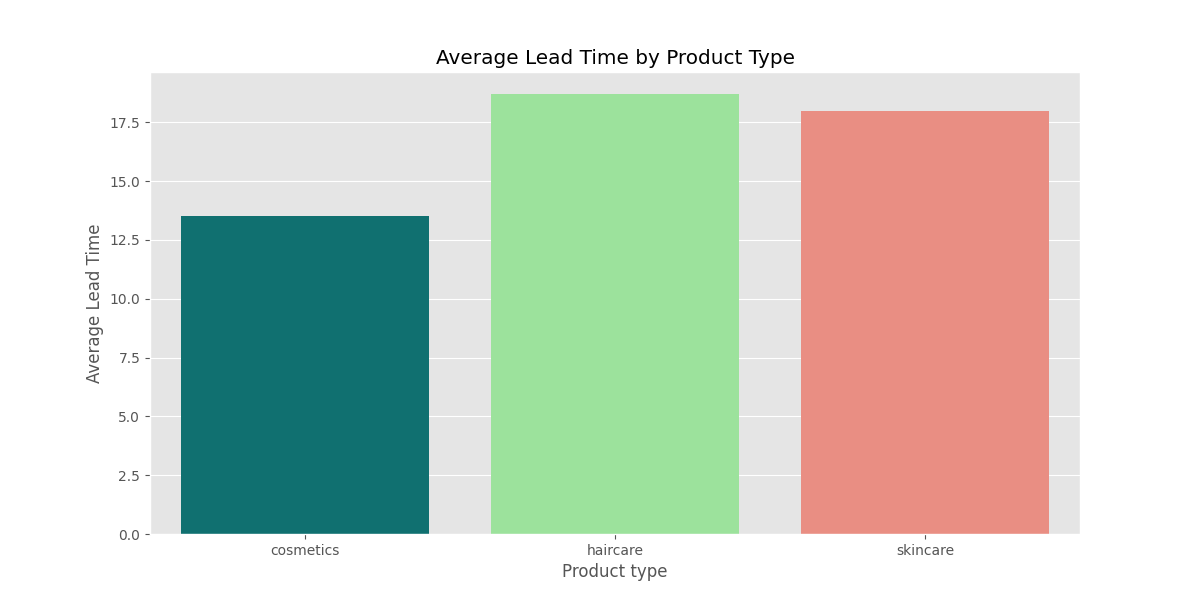 Average Lead Time by Product Type
Average Lead Time
17.5
15.0
12.5
10.0
7.5
5.0
2.5
0.0
cosmetics haircare skincare
Product type